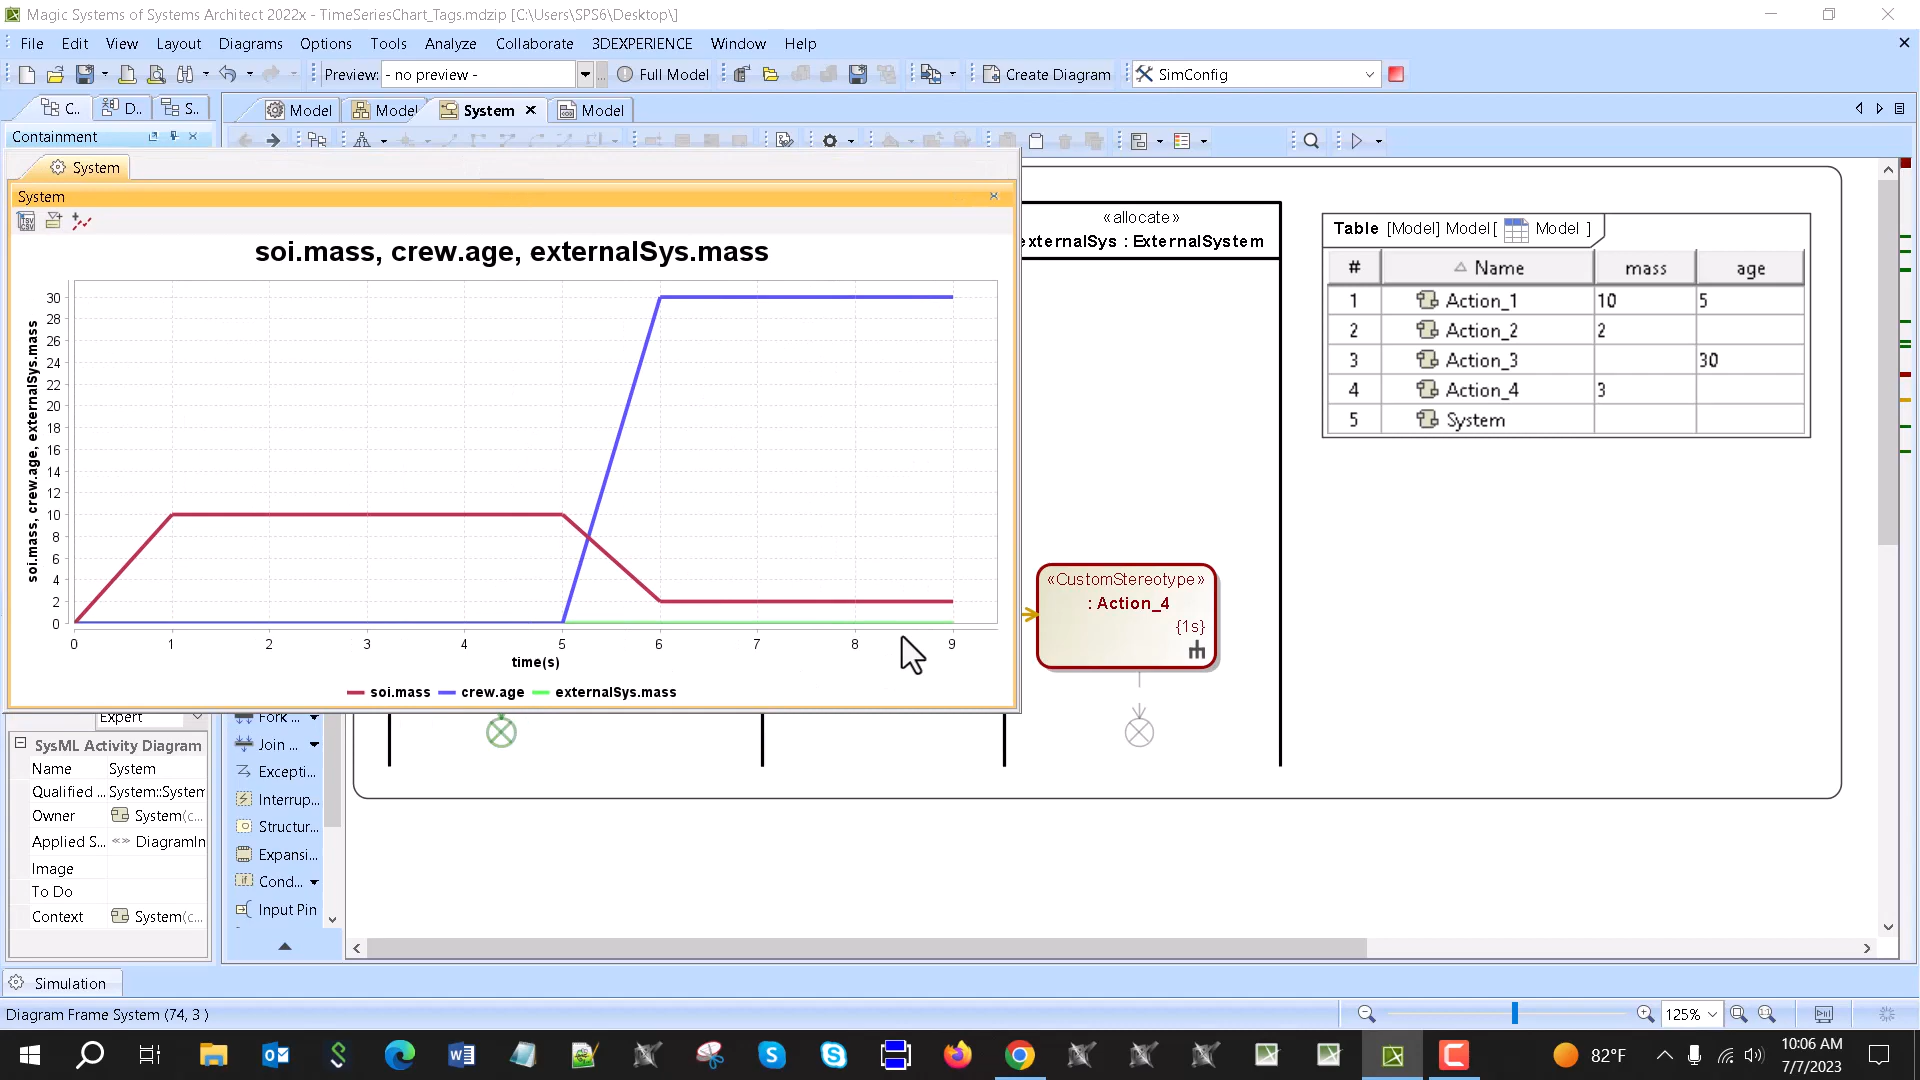 Magic Systems of Systems Architect 2022x - TimeSeriesChart_Tags.mdzip [C:\Users\SPS6\Desktop\]
File Edit View Layout Diagrams Options Tools Analyze Collaborate 3DEXPERIENCE Window Help
Preview: - no preview - Full Model Create Diagram SimConfig
C.. D.. S.. Model Model System Model
Containment
System
System
soi.mass, crew.age, externalSys.mass
soi.mass, crew.age, externalSys.mass
30
28
26
24
22
20
18
16
14
12
10
8
6
4
2
0
0 1 2 3 4 5 6 7 8 9
time(s)
soi.mass crew.age externalSys.mass
«allocate»
externalSys : ExternalSystem
Table [Model] Model [ Model ]
# Name mass age
1 Action_1 10 5
2 Action_2 2
3 Action_3 30
4 Action_4 3
5 System
«CustomStereotype»
: Action_4
{1s}
Expert
SysML Activity Diagram
Name System
Qualified ... System::System
Owner System(c...
Applied S... «» DiagramIn
Image
To Do
Context System(c...
Fork ...
Join ...
Excepti...
Interrup...
Structur...
Expansi...
Cond...
Input Pin
Simulation
Diagram Frame System (74, 3 )
125%
82°F
10:06 AM
7/7/2023